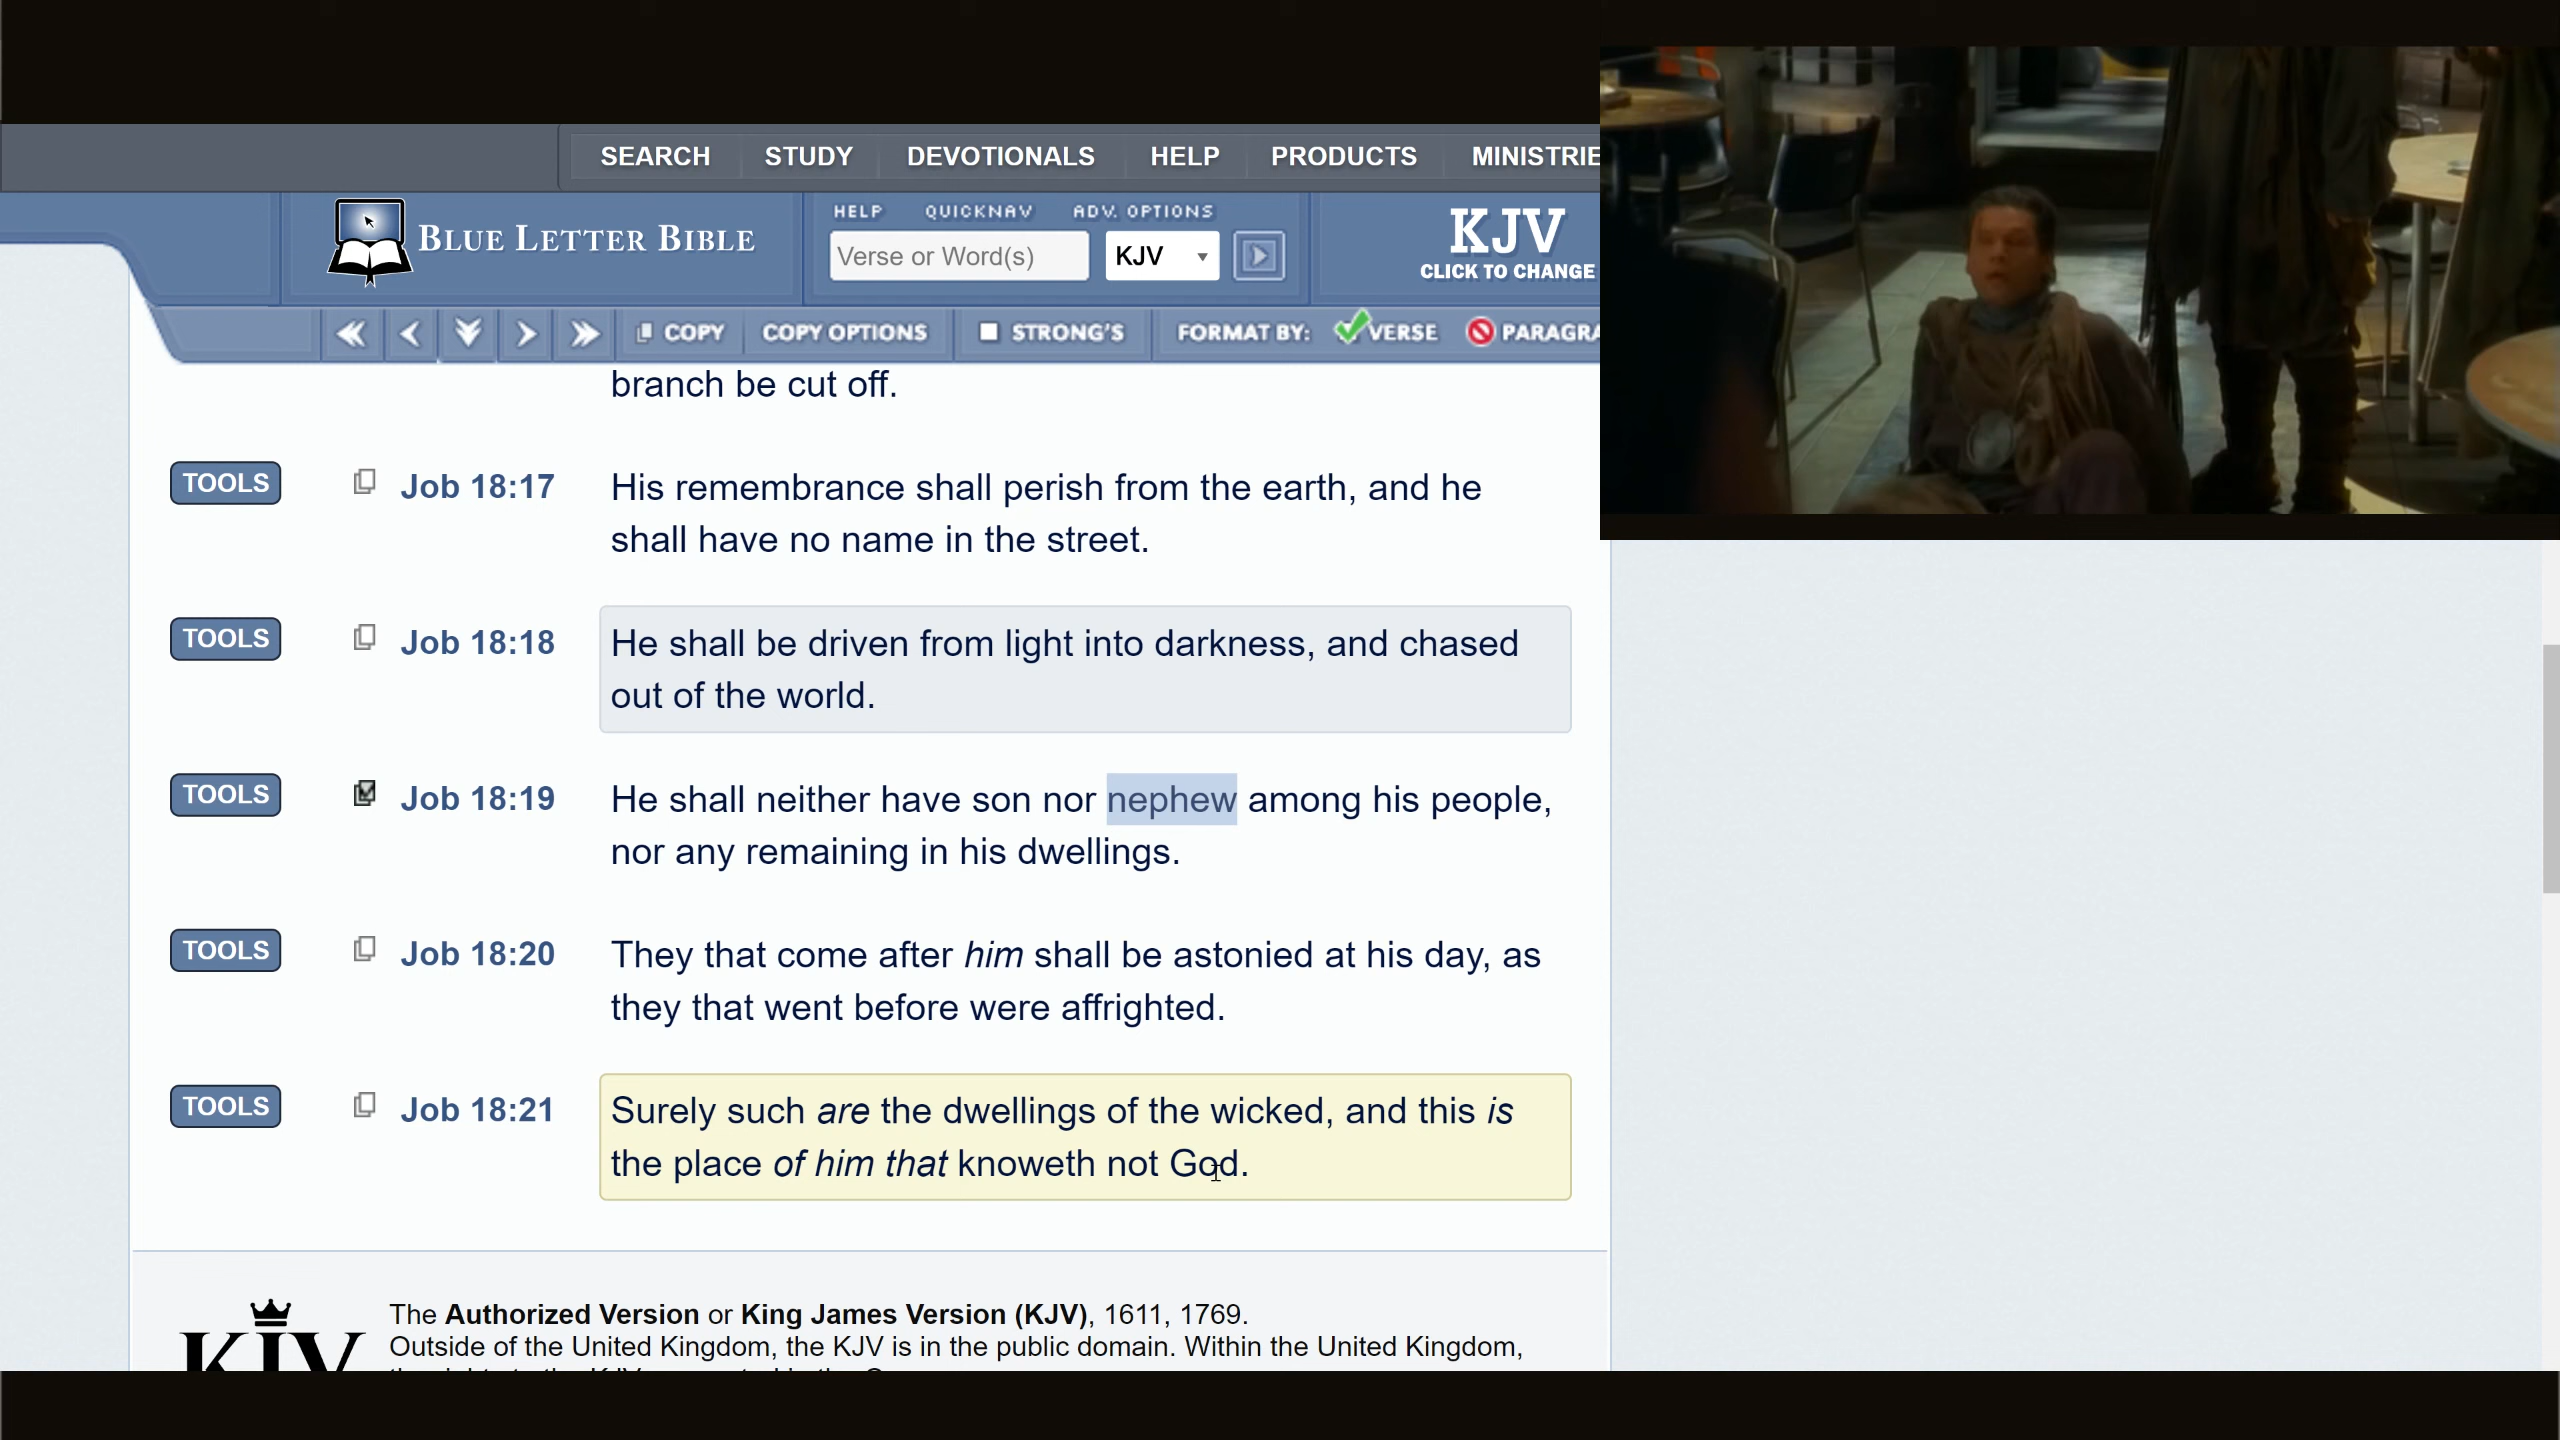 SEARCH STUDY DEVOTIONALS HELP PRODUCTS MINISTRIE
HELP QUICKNAV ADV. OPTIONS
BLUE LETTER BIBLE
Verse or Word(s) KJV
KJV
CLICK TO CHANGE
COPY COPY OPTIONS STRONG'S FORMAT BY: VERSE PARAGRA
branch be cut off.
TOOLS Job 18:17 His remembrance shall perish from the earth, and he
shall have no name in the street.
TOOLS Job 18:18 He shall be driven from light into darkness, and chased
out of the world.
TOOLS Job 18:19 He shall neither have son nor nephew among his people,
nor any remaining in his dwellings.
TOOLS Job 18:20 They that come after him shall be astonied at his day, as
they that went before were affrighted.
TOOLS Job 18:21 Surely such are the dwellings of the wicked, and this is
the place of him that knoweth not God.
KJV
The Authorized Version or King James Version (KJV), 1611, 1769.
Outside of the United Kingdom, the KJV is in the public domain. Within the United Kingdom,